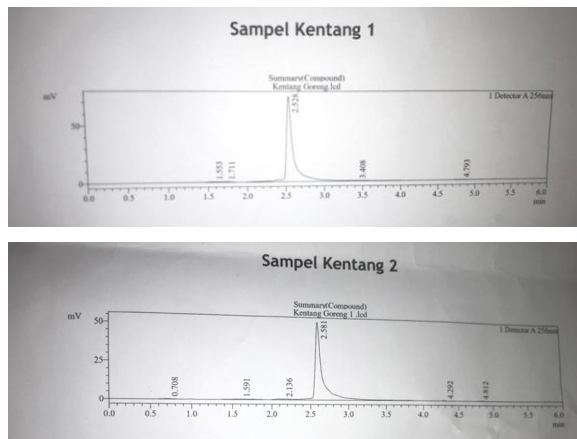 Sampel Kentang 1
Summary(Compound)
Kentang Goreng.lcd
mV
1 Detector A 256nm
50
0
1.553
1.711
2.528
3.408
4.793
0.0 0.5 1.0 1.5 2.0 2.5 3.0 3.5 4.0 4.5 5.0 5.5 6.0
min
Sampel Kentang 2
Summary(Compound)
Kentang Goreng 1 .lcd
mV
1 Detector A 256nm
50
25
0
0.708
1.591
2.136
2.581
4.292
4.812
0.0 0.5 1.0 1.5 2.0 2.5 3.0 3.5 4.0 4.5 5.0 5.5 6.0
min